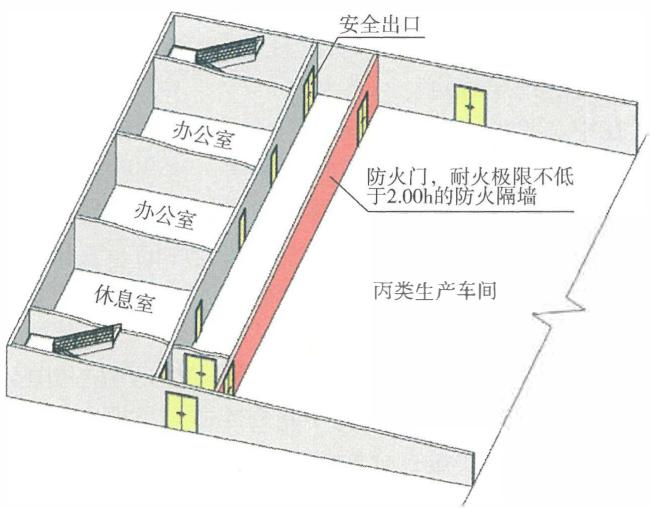 安全出口
办公室
办公室
休息室
防火门，耐火极限不低
于2.00h的防火隔墙
丙类生产车间